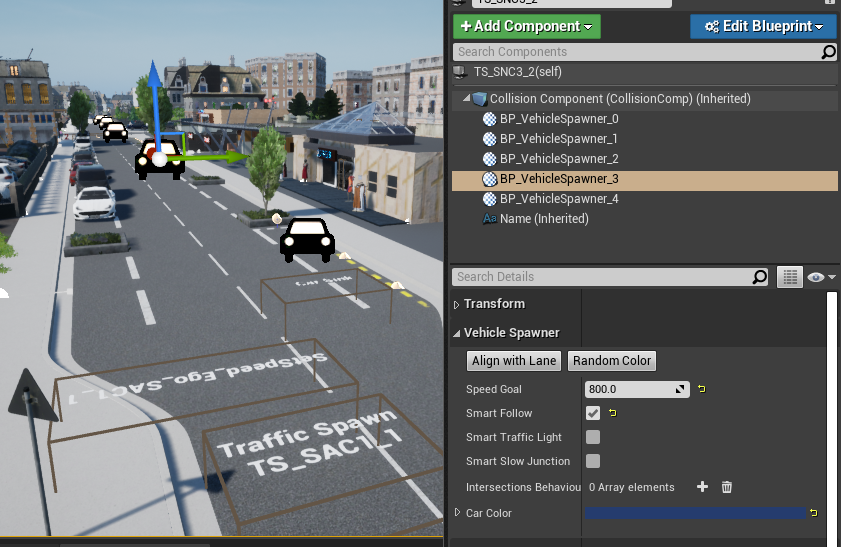 TS_SNC3_2
+ Add Component
Edit Blueprint
Search Components
TS_SNC3_2(self)
Collision Component (CollisionComp) (Inherited)
BP_VehicleSpawner_0
BP_VehicleSpawner_1
BP_VehicleSpawner_2
BP_VehicleSpawner_3
BP_VehicleSpawner_4
Aa Name (Inherited)
Search Details
Transform
Vehicle Spawner
Align with Lane
Random Color
Speed Goal
800.0
Smart Follow
Smart Traffic Light
Smart Slow Junction
Intersections Behaviou
0 Array elements
Car Color
Car Sink
SetSpeed_Ego_SAC1_1
Traffic Spawn
TS_SAC1_1